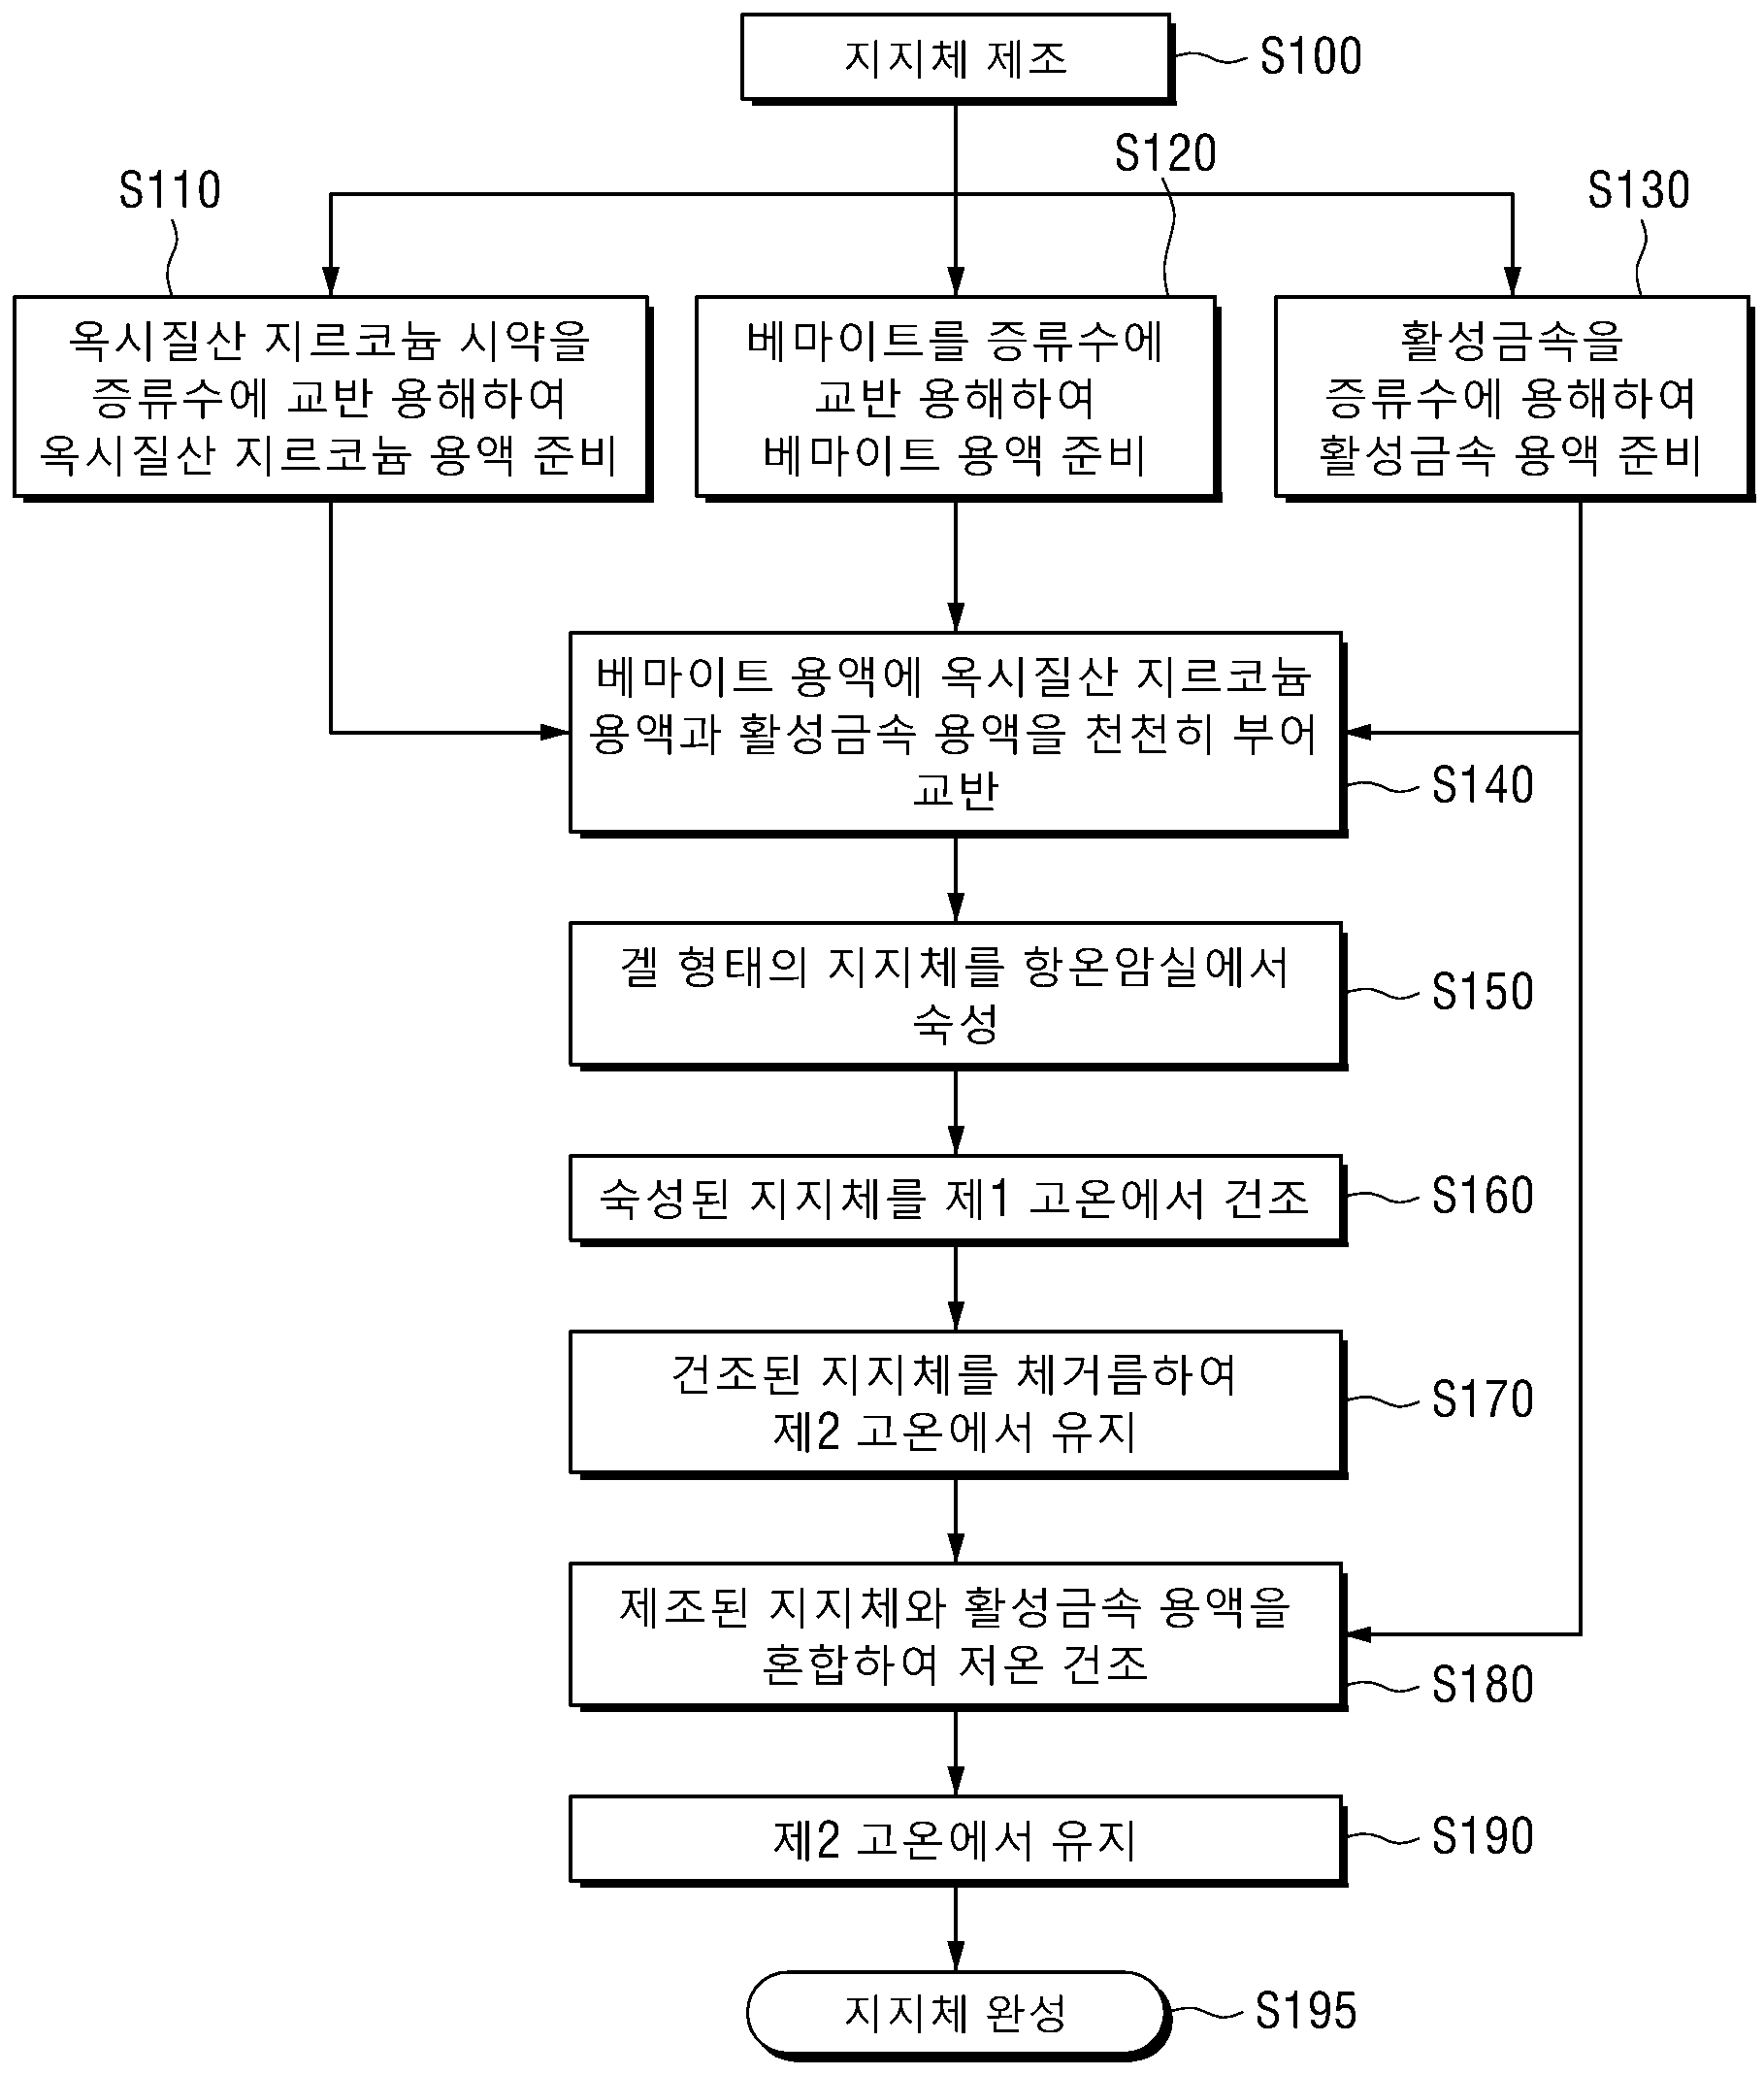 지지체 제조
S100
S110
S120
S130
옥시질산 지르코늄 시약을
증류수에 교반 용해하여
옥시질산 지르코늄 용액 준비
베마이트를 증류수에
교반 용해하여
베마이트 용액 준비
활성금속을
증류수에 용해하여
활성금속 용액 준비
베마이트 용액에 옥시질산 지르코늄
용액과 활성금속 용액을 천천히 부어
교반
S140
겔 형태의 지지체를 항온암실에서
숙성
S150
숙성된 지지체를 제1 고온에서 건조
S160
건조된 지지체를 체거름하여
제2 고온에서 유지
S170
제조된 지지체와 활성금속 용액을
혼합하여 저온 건조
S180
제2 고온에서 유지
S190
지지체 완성
S195